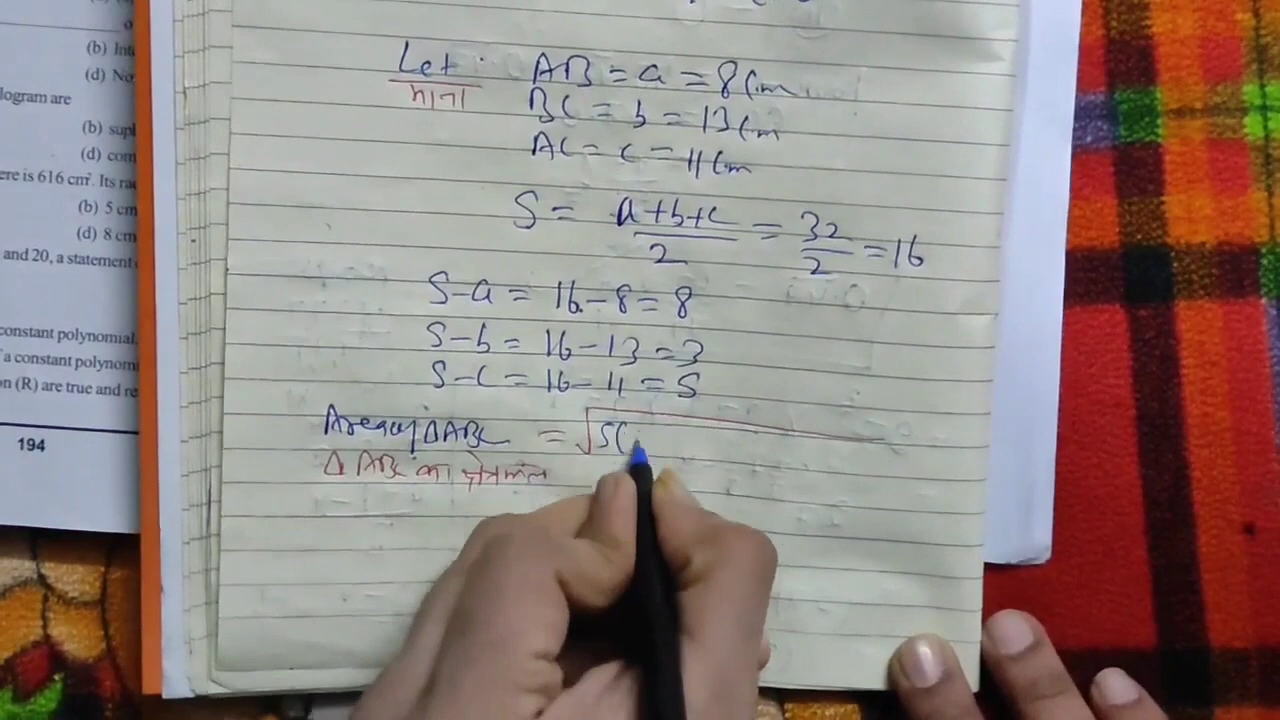 (b) Int
(d) No
logram are
(b) supp
(d) com
ere is 616 cm². Its ra
(b) 5 cm
(d) 8 cm
and 20, a statement
constant polynomial.
a constant polynom
on (R) are true and re
194
Let AB = a = 8 Cm
माना
BC = b = 13 Cm
AC = c = 11 Cm
S = a+b+c / 2 = 32 / 2 = 16
S-a = 16-8 = 8
S-b = 16-13 = 3
S-c = 16-11 = 5
Area of ΔABC = √S(
Δ ABC का क्षेत्रफल